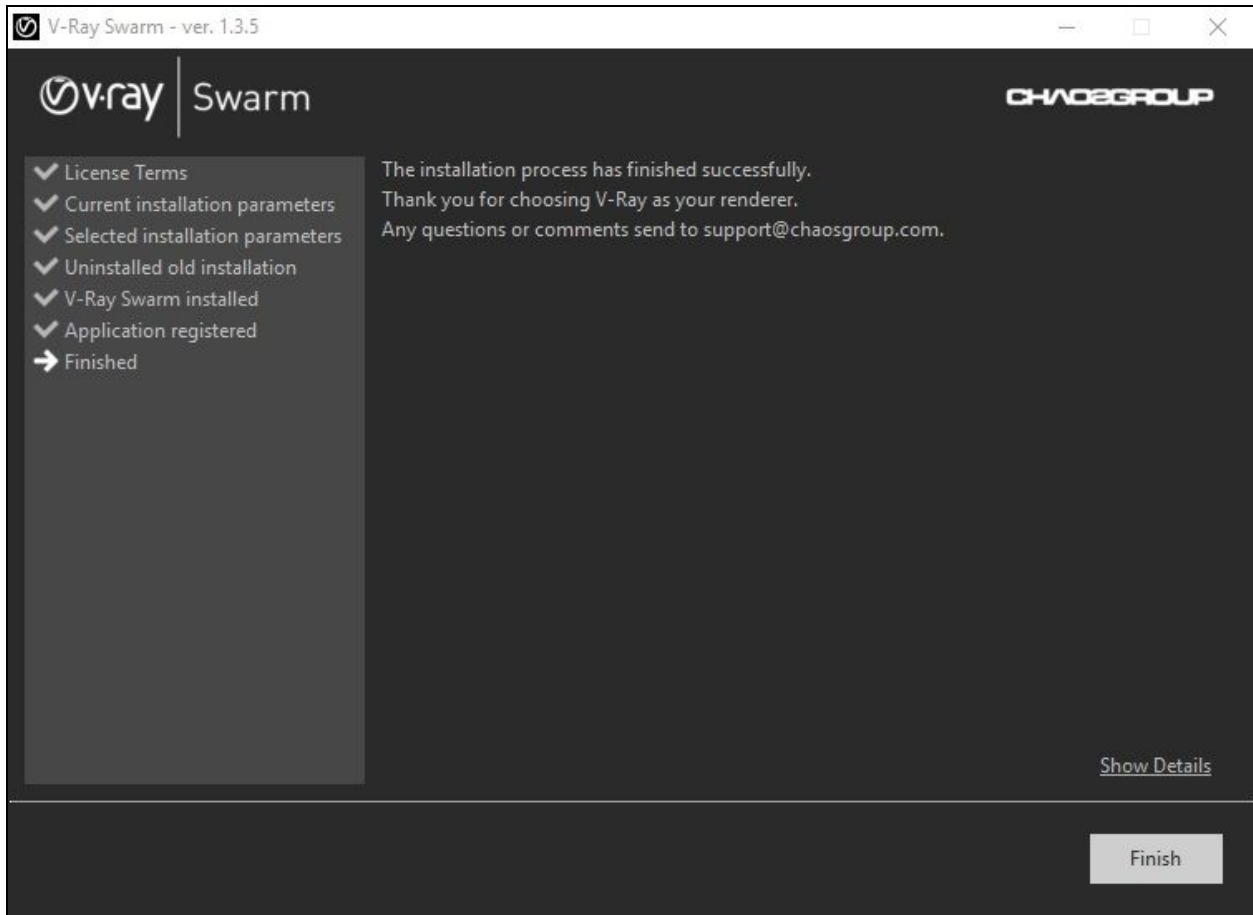 V-Ray Swarm - ver. 1.3.5
v·ray Swarm
CHAOSGROUP
License Terms
Current installation parameters
Selected installation parameters
Uninstalled old installation
V-Ray Swarm installed
Application registered
Finished
The installation process has finished successfully.
Thank you for choosing V-Ray as your renderer.
Any questions or comments send to support@chaosgroup.com.
Show Details
Finish